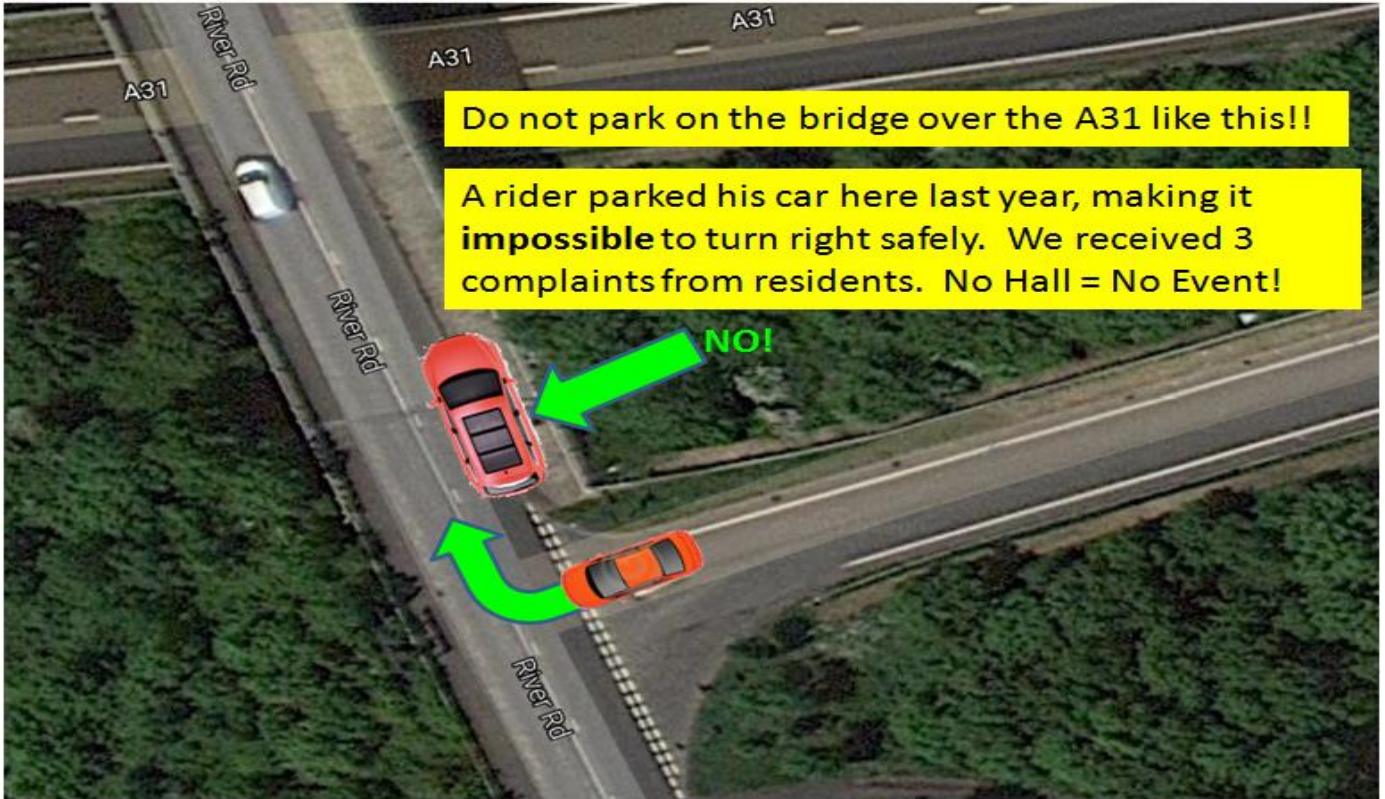 River Rd
A31
A31
A31
Do not park on the bridge over the A31 like this!!
A rider parked his car here last year, making it
impossible to turn right safely. We received 3
complaints from residents. No Hall = No Event!
River Rd
NO!
River Rd